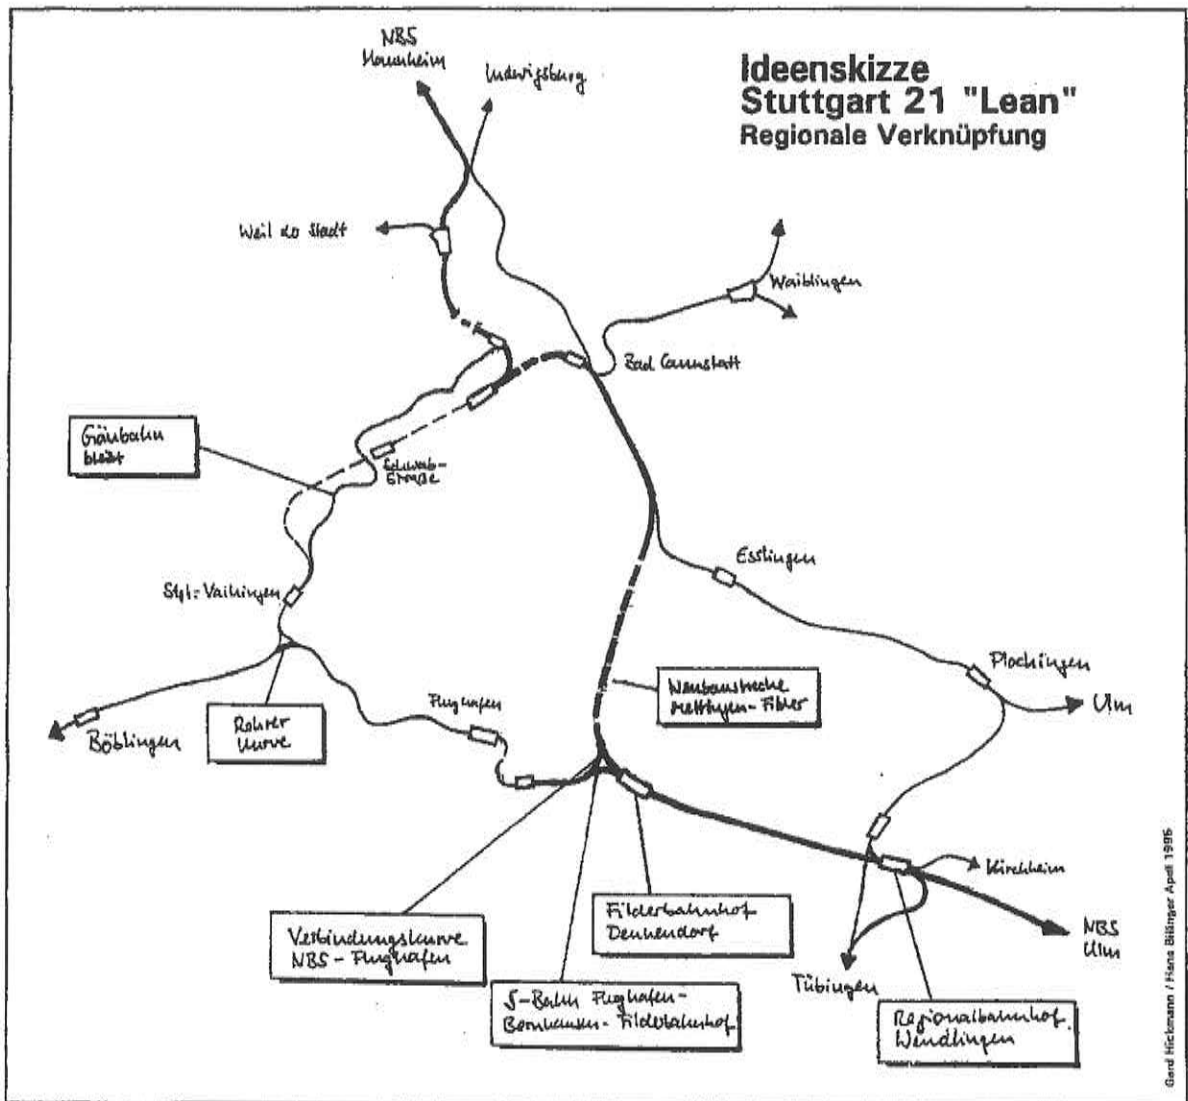 Ideenskizze
Stuttgart 21 "Lean"
Regionale Verknüpfung
NBS
Mannheim
Ludwigsburg
Weil der Stadt
Waiblingen
Bad Cannstatt
Gäubahn
bleibt
Schwab-
straße
Stgt-Vaihingen
Esslingen
Plochingen
Ulm
Neubaustrecke
Mettingen-Filder
Flughafen
Rohrer
Kurve
Böblingen
Kirchheim
NBS
Ulm
Filderbahnhof
Denkendorf
Verbindungskurve
NBS - Flughafen
S-Bahn Flughafen-
Bernhausen - Filderbahnhof
Tübingen
Regionalbahnhof
Wendlingen
Gerd Hickmann / Hans Billinger April 1995